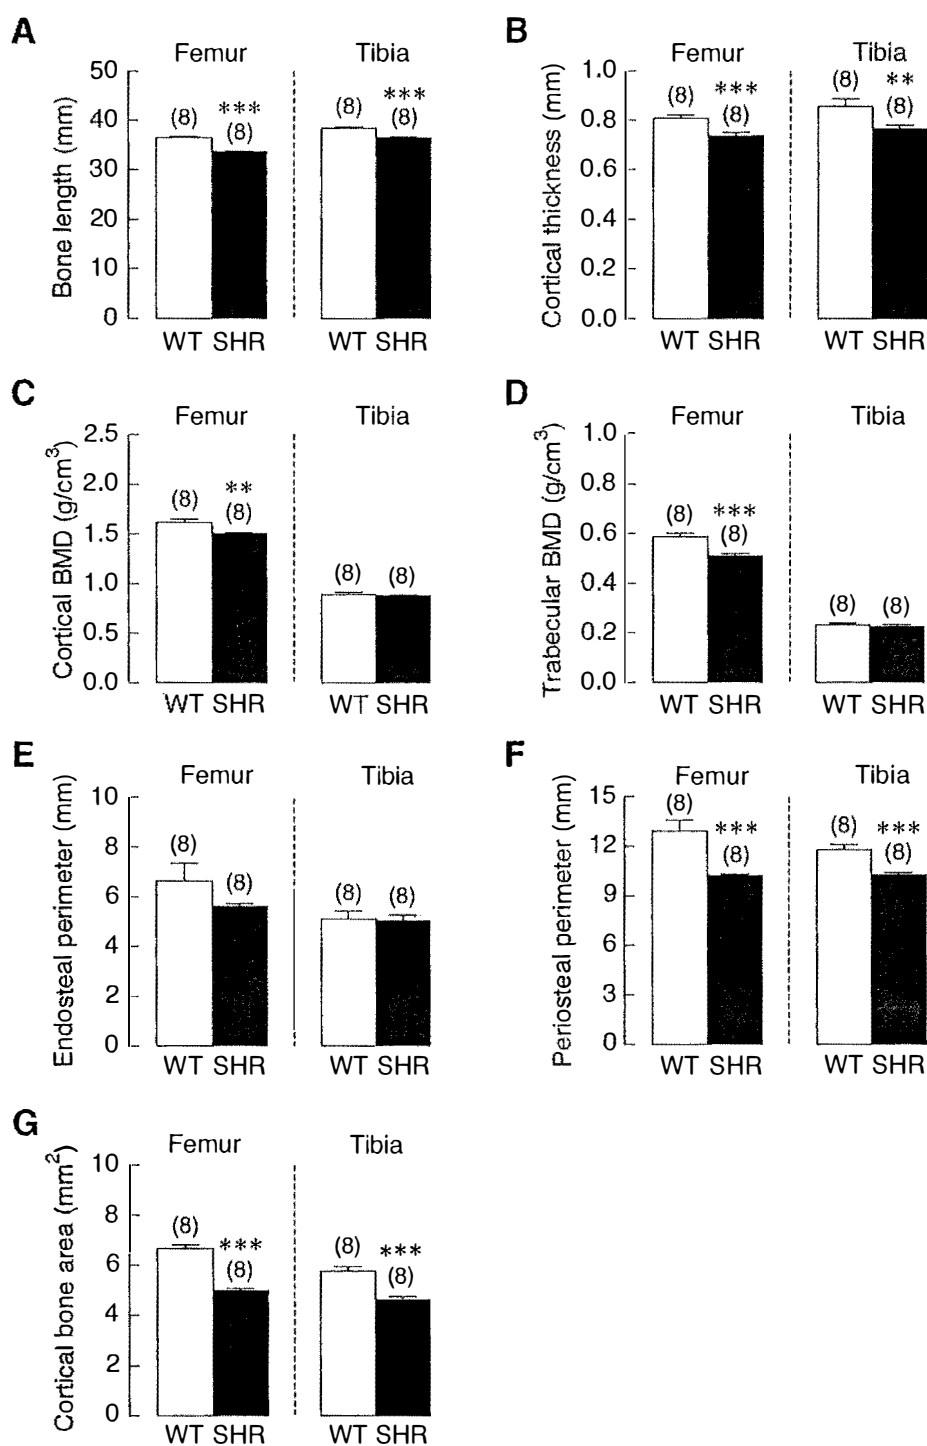 A
Femur Tibia
Bone length (mm)
50
40
30
20
10
0
(8) *** (8) (8) *** (8)
WT SHR WT SHR
B
Femur Tibia
Cortical thickness (mm)
1.0
0.8
0.6
0.4
0.2
0.0
(8) *** (8) (8) ** (8)
WT SHR WT SHR
C
Femur Tibia
Cortical BMD (g/cm³)
2.5
2.0
1.5
1.0
0.5
0.0
(8) ** (8) (8) (8)
WT SHR WT SHR
D
Femur Tibia
Trabecular BMD (g/cm³)
1.0
0.8
0.6
0.4
0.2
0.0
(8) *** (8) (8) (8)
WT SHR WT SHR
E
Femur Tibia
Endosteal perimeter (mm)
10
8
6
4
2
0
(8) (8) (8) (8)
WT SHR WT SHR
F
Femur Tibia
Periosteal perimeter (mm)
15
12
9
6
3
0
(8) *** (8) (8) *** (8)
WT SHR WT SHR
G
Femur Tibia
Cortical bone area (mm²)
10
8
6
4
2
0
(8) *** (8) (8) *** (8)
WT SHR WT SHR